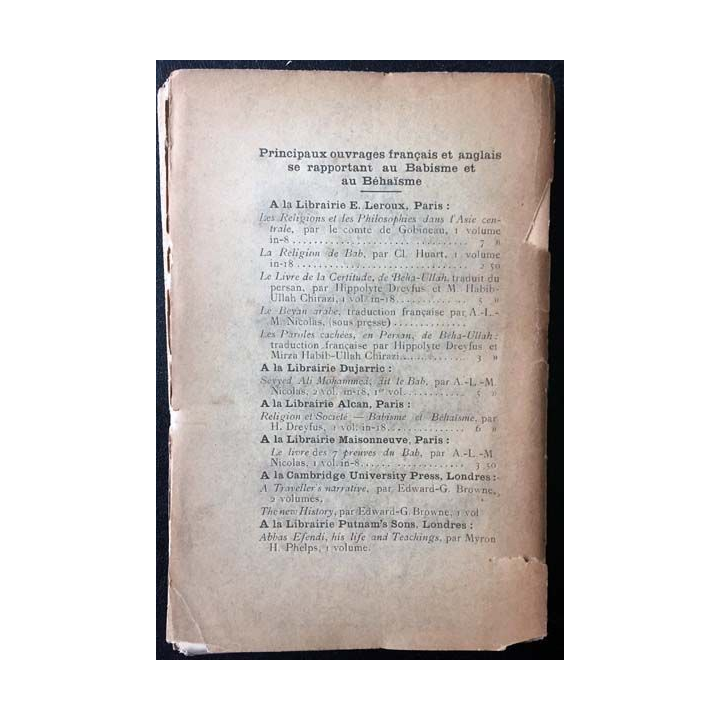 Principaux ouvrages français et anglais
se rapportant au Babisme et
au Béhaïsme
A la Librairie E. Leroux, Paris :
Les Religions et les Philosophies dans l'Asie cen-
trale, par le comte de Gobineau, 1 volume
in-8 .......................... 7 »
La Religion de Bab, par Cl. Huart, 1 volume
in-18 .......................... 2 50
Le Livre de la Certitude, de Béha-Ullah, traduit du
persan, par Hippolyte Dreyfus et M. Habib-
Ullah Chirazi, 1 vol. in-18 ............ 5 »
Le Beyan arabe, traduction française par A.-L.-
M. Nicolas, (sous presse) .............
Les Paroles cachées, en Persan, de Béha-Ullah :
traduction française par Hippolyte Dreyfus et
Mirza Habib-Ullah Chirazi ............ 3 »
A la Librairie Dujarric :
Séyyed Ali Mohammed, dit le Bab, par A.-L.-M
Nicolas, 2 vol. in-18, 1er vol. .......... 5 »
A la Librairie Alcan, Paris :
Religion et Société — Babisme et Béhaïsme, par
H. Dreyfus, 1 vol. in-18 .............. 6 »
A la Librairie Maisonneuve, Paris :
Le livre des 7 preuves du Bab, par A.-L.-M
Nicolas, 1 vol. in-8 ................ 3 50
A la Cambridge University Press, Londres :
A Traveller's narrative, par Edward-G. Browne,
2 volumes.
The new History, par Edward-G. Browne, 1 vol
A la Librairie Putnam's Sons, Londres :
Abbas Efendi, his life and Teachings, par Myron
H. Phelps, 1 volume.